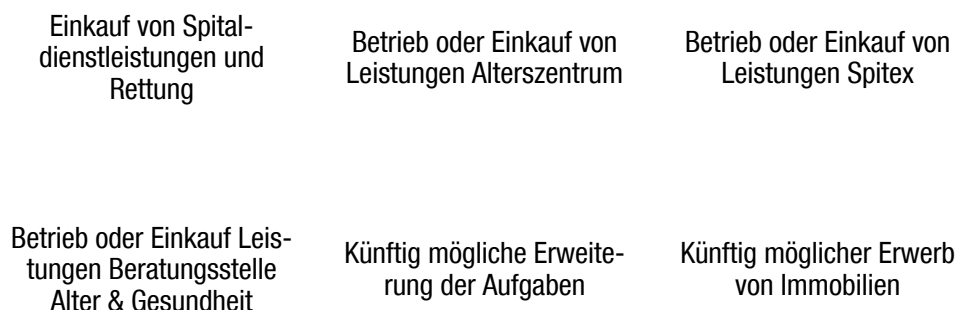 Einkauf von Spital-
dienstleistungen und
Rettung
Betrieb oder Einkauf von
Leistungen Alterszentrum
Betrieb oder Einkauf von
Leistungen Spitex
Betrieb oder Einkauf Leis-
tungen Beratungsstelle
Alter & Gesundheit
Künftig mögliche Erweite-
rung der Aufgaben
Künftig möglicher Erwerb
von Immobilien